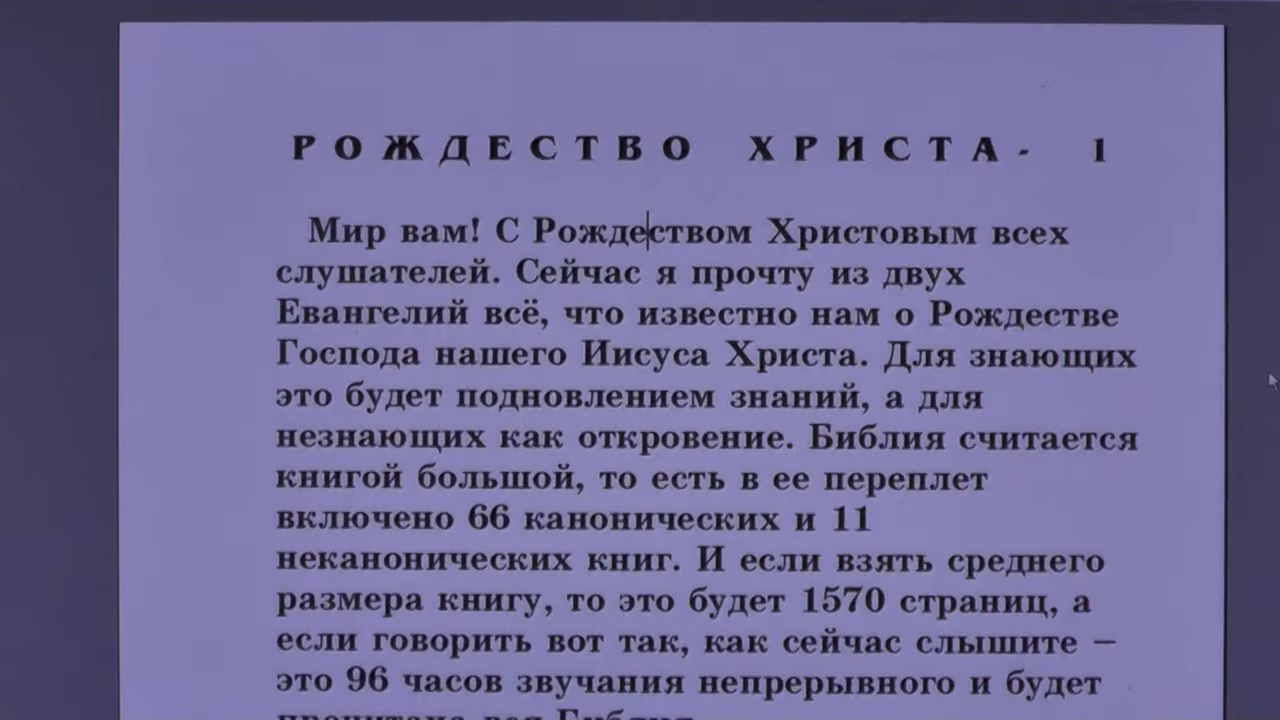 РОЖДЕСТВО ХРИСТА- 1
Мир вам! С Рождеством Христовым всех
слушателей. Сейчас я прочту из двух
Евангелий всё, что известно нам о Рождестве
Господа нашего Иисуса Христа. Для знающих
это будет подновлением знаний, а для
незнающих как откровение. Библия считается
книгой большой, то есть в ее переплет
включено 66 канонических и 11
неканонических книг. И если взять среднего
размера книгу, то это будет 1570 страниц, а
если говорить вот так, как сейчас слышите –
это 96 часов звучания непрерывного и будет